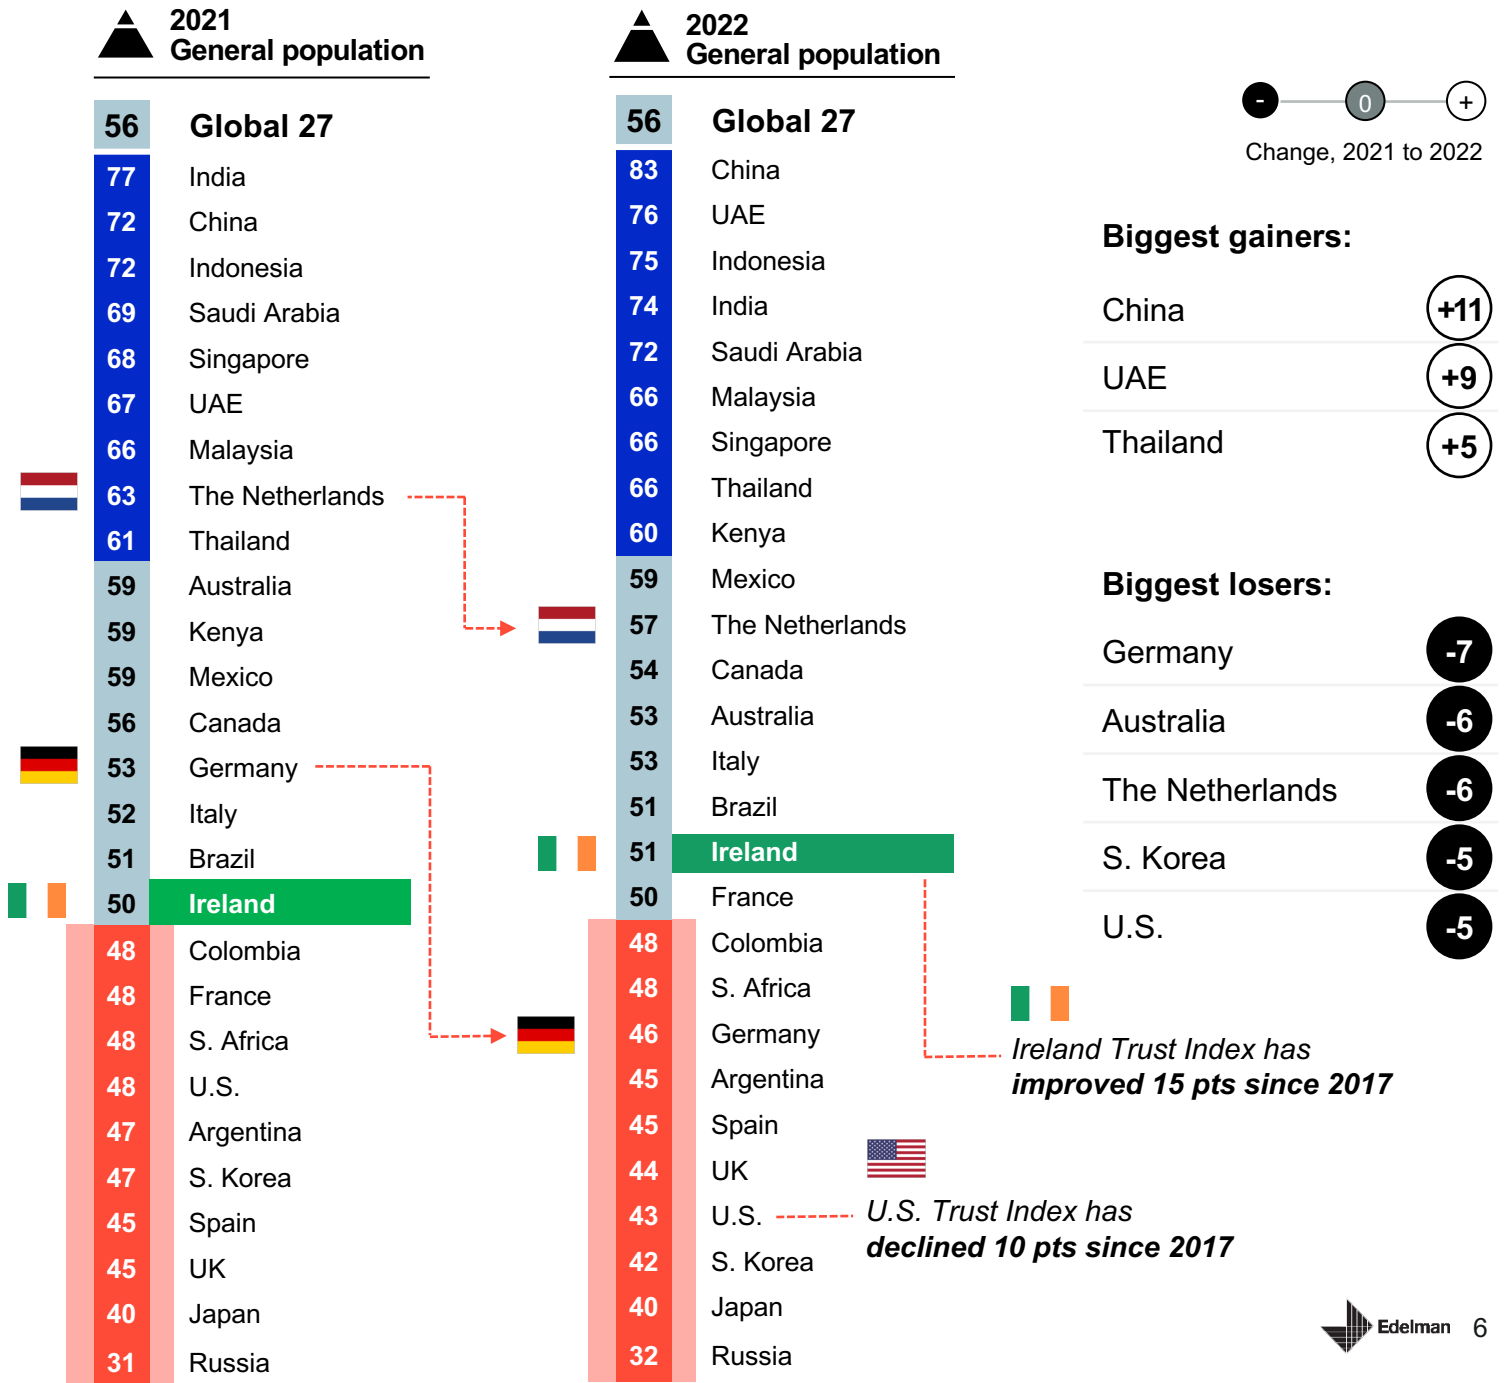 2021
General population
56 Global 27
77 India
72 China
72 Indonesia
69 Saudi Arabia
68 Singapore
67 UAE
66 Malaysia
63 The Netherlands
61 Thailand
59 Australia
59 Kenya
59 Mexico
56 Canada
53 Germany
52 Italy
51 Brazil
50 Ireland
48 Colombia
48 France
48 S. Africa
48 U.S.
47 Argentina
47 S. Korea
45 Spain
45 UK
40 Japan
31 Russia
2022
General population
56 Global 27
83 China
76 UAE
75 Indonesia
74 India
72 Saudi Arabia
66 Malaysia
66 Singapore
66 Thailand
60 Kenya
59 Mexico
57 The Netherlands
54 Canada
53 Australia
53 Italy
51 Brazil
51 Ireland
50 France
48 Colombia
48 S. Africa
46 Germany
45 Argentina
45 Spain
44 UK
43 U.S.
42 S. Korea
40 Japan
32 Russia
- 0 +
Change, 2021 to 2022
Biggest gainers:
China +11
UAE +9
Thailand +5
Biggest losers:
Germany -7
Australia -6
The Netherlands -6
S. Korea -5
U.S. -5
Ireland Trust Index has
improved 15 pts since 2017
U.S. Trust Index has
declined 10 pts since 2017
Edelman 6